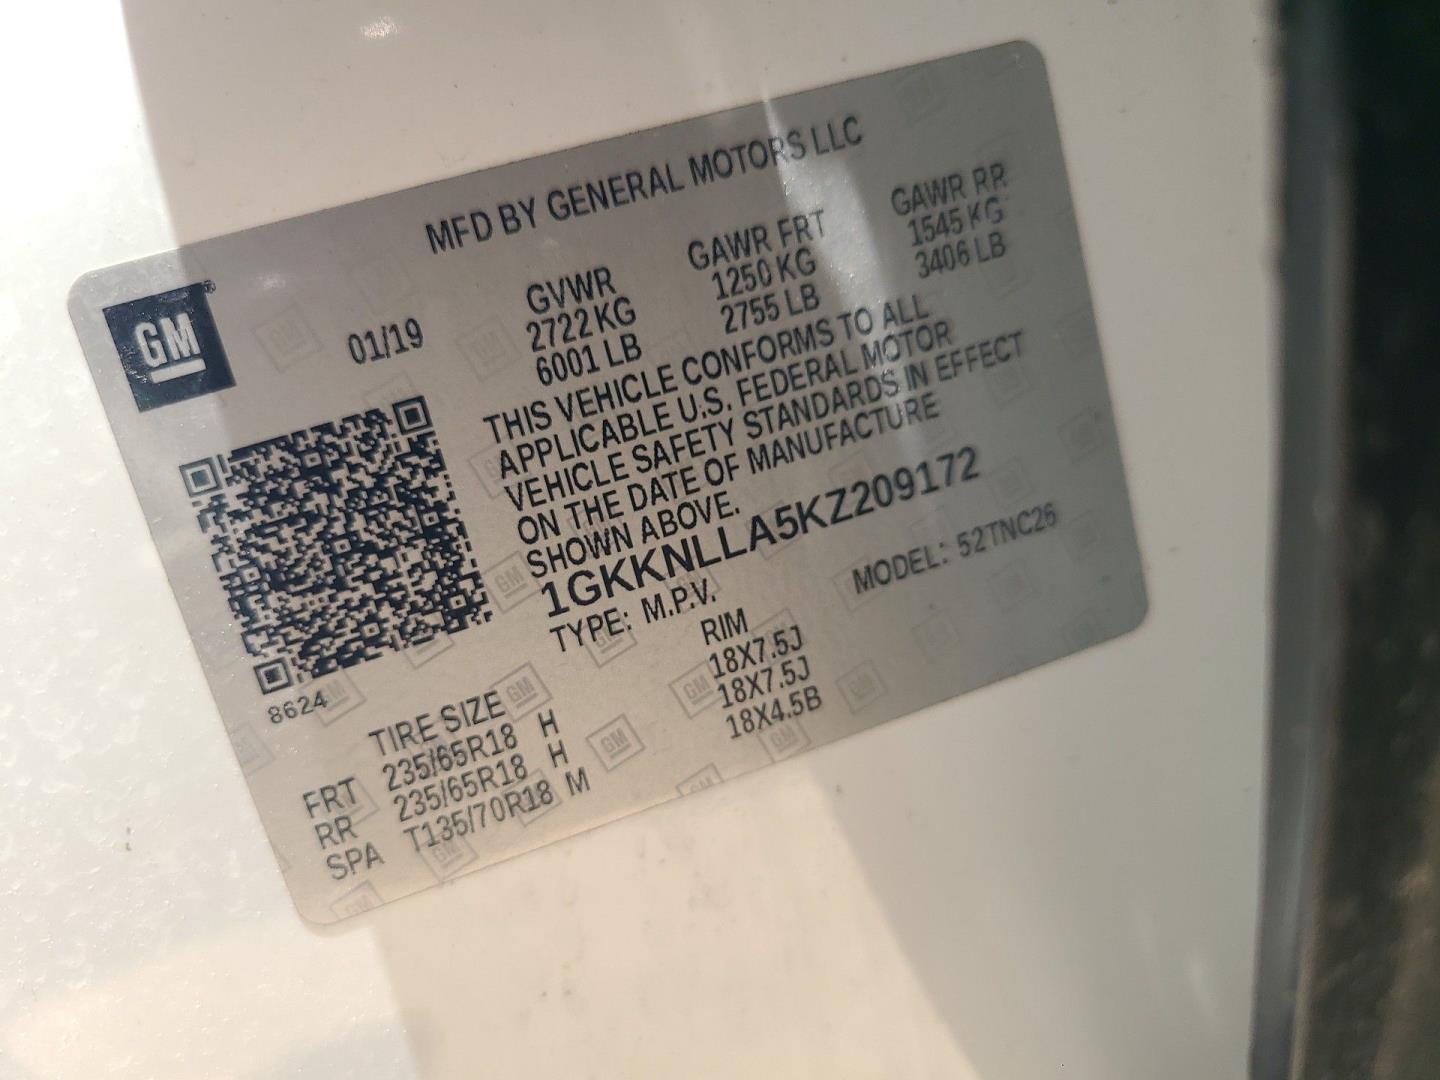 MFD BY GENERAL MOTORS LLC
GM
01/19
GVWR
2722 KG
6001 LB
GAWR FRT
1250 KG
2755 LB
GAWR RR
1545 KG
3406 LB
THIS VEHICLE CONFORMS TO ALL
APPLICABLE U.S. FEDERAL MOTOR
VEHICLE SAFETY STANDARDS IN EFFECT
ON THE DATE OF MANUFACTURE
SHOWN ABOVE.
1GKKNLLA5KZ209172
TYPE: M.P.V. MODEL: 52TNC26
8624
TIRE SIZE RIM
FRT 235/65R18 H 18X7.5J
RR 235/65R18 H 18X7.5J
SPA T135/70R18 M 18X4.5B